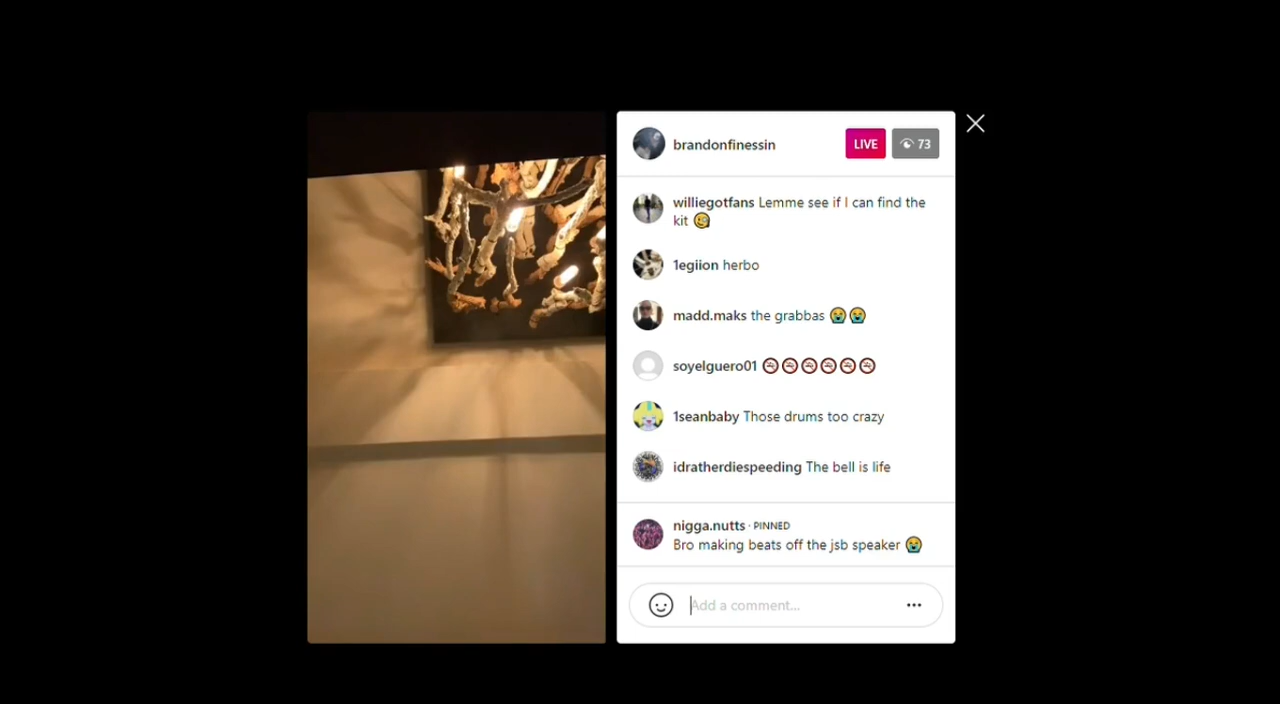 brandonfinessin LIVE 73
williegotfans Lemme see if I can find the
kit 🧐
1egiion herbo
madd.maks the grabbas 😭😭
soyelguero01 🚭🚭🚭🚭🚭🚭
1seanbaby Those drums too crazy
idratherdiespeeding The bell is life
nigga.nutts · PINNED
Bro making beats off the jsb speaker 😭
Add a comment...